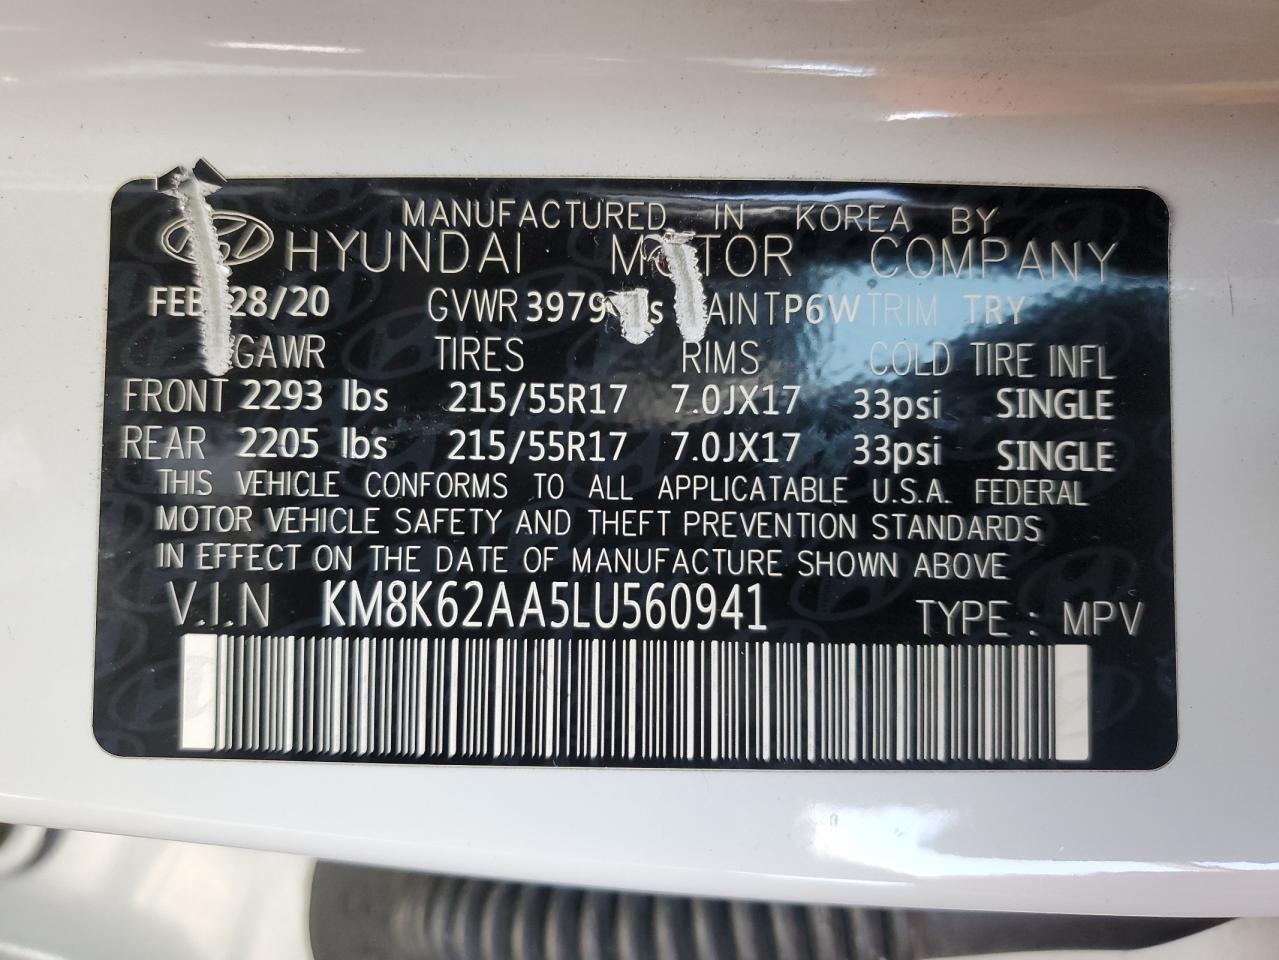 MANUFACTURED IN KOREA BY
HYUNDAI MOTOR COMPANY
FEB 28/20 GVWR 3979 PAINT P6W TRIM TRY
GAWR TIRES RIMS COLD TIRE INFL
FRONT 2293 lbs 215/55R17 7.0JX17 33psi SINGLE
REAR 2205 lbs 215/55R17 7.0JX17 33psi SINGLE
THIS VEHICLE CONFORMS TO ALL APPLICATABLE U.S.A. FEDERAL
MOTOR VEHICLE SAFETY AND THEFT PREVENTION STANDARDS
IN EFFECT ON THE DATE OF MANUFACTURE SHOWN ABOVE
V.I.N KM8K62AA5LU560941 TYPE : MPV